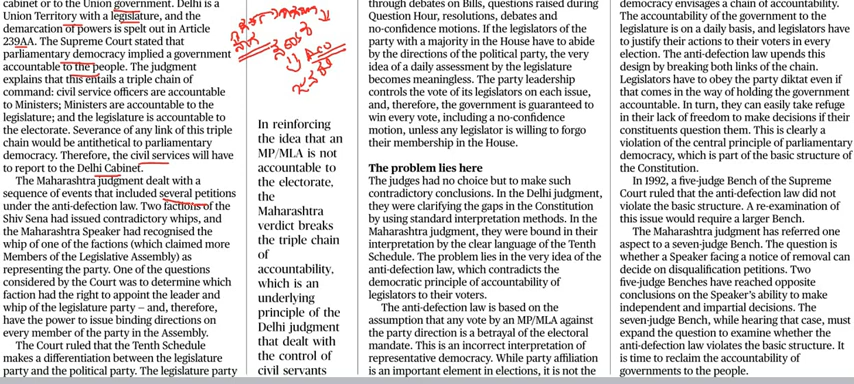 cabinet or to the Union government. Delhi is a
Union Territory with a legislature, and the
demarcation of powers is spelt out in Article
239AA. The Supreme Court stated that
parliamentary democracy implied a government
accountable to the people. The judgment
explains that this entails a triple chain of
command: civil service officers are accountable
to Ministers; Ministers are accountable to the
legislature; and the legislature is accountable to
the electorate. Severance of any link of this triple
chain would be antithetical to parliamentary
democracy. Therefore, the civil services will have
to report to the Delhi Cabinet.
The Maharashtra judgment dealt with a
sequence of events that included several petitions
under the anti-defection law. Two factions of the
Shiv Sena had issued contradictory whips, and
the Maharashtra Speaker had recognised the
whip of one of the factions (which claimed more
Members of the Legislative Assembly) as
representing the party. One of the questions
considered by the Court was to determine which
faction had the right to appoint the leader and
whip of the legislature party – and, therefore,
have the power to issue binding directions on
every member of the party in the Assembly.
The Court ruled that the Tenth Schedule
makes a difference between the legislature
party and the political party. The legislature party
In reinforcing
the idea that an
MP/MLA is not
accountable to
the electorate,
the
Maharashtra
verdict breaks
the triple chain
of
accountability,
which is an
underlying
principle of the
Delhi judgment
that dealt with
the control of
civil servants
through debates on Bills, questions raised during
Question Hour, resolutions, debates and
no-confidence motions. If the legislators of the
party with a majority in the House have to abide
by the directions of the political party, the very
idea of a daily assessment by the legislature
becomes meaningless. The party leadership
controls the vote of its legislators on each issue,
and, therefore, the government is guaranteed to
win every vote, including a no-confidence
motion, unless any legislator is willing to forgo
their membership in the House.
The problem lies here
The judges had no choice but to make such
contradictory conclusions. In the Delhi judgment,
they were clarifying the gaps in the Constitution
by using standard interpretation methods. In the
Maharashtra judgment, they were bound in their
interpretation by the clear language of the Tenth
Schedule. The problem lies in the very idea of the
anti-defection law, which contradicts the
democratic principle of accountability of
legislators to their voters.
The anti-defection law is based on the
assumption that any vote by an MP/MLA against
the party direction is a betrayal of the electoral
mandate. This is an incorrect interpretation of
representative democracy. While party affiliation
is an important element in elections, it is not the
democracy envisages a chain of accountability.
The accountability of the government to the
legislature is on a daily basis, and legislators have
to justify their actions to their voters in every
election. The anti-defection law upends this
design by breaking both links of the chain.
Legislators have to obey the party diktat even if
that comes in the way of holding the government
accountable. In turn, they can easily take refuge
in their lack of freedom to make decisions if their
constituents question them. This is clearly a
violation of the central principle of parliamentary
democracy, which is part of the basic structure of
the Constitution.
In 1992, a five-judge Bench of the Supreme
Court ruled that the anti-defection law did not
violate the basic structure. A re-examination of
this issue would require a larger Bench.
The Maharashtra judgment has referred one
aspect to a seven-judge Bench. The question is
whether a Speaker facing a notice of removal can
decide on disqualification petitions. Two
five-judge Benches have reached opposite
conclusions on the Speaker's ability to make
independent and impartial decisions. The
seven-judge Bench, while hearing that case, must
expand the question to examine whether the
anti-defection law violates the basic structure. It
is time to reclaim the accountability of
governments to the people.